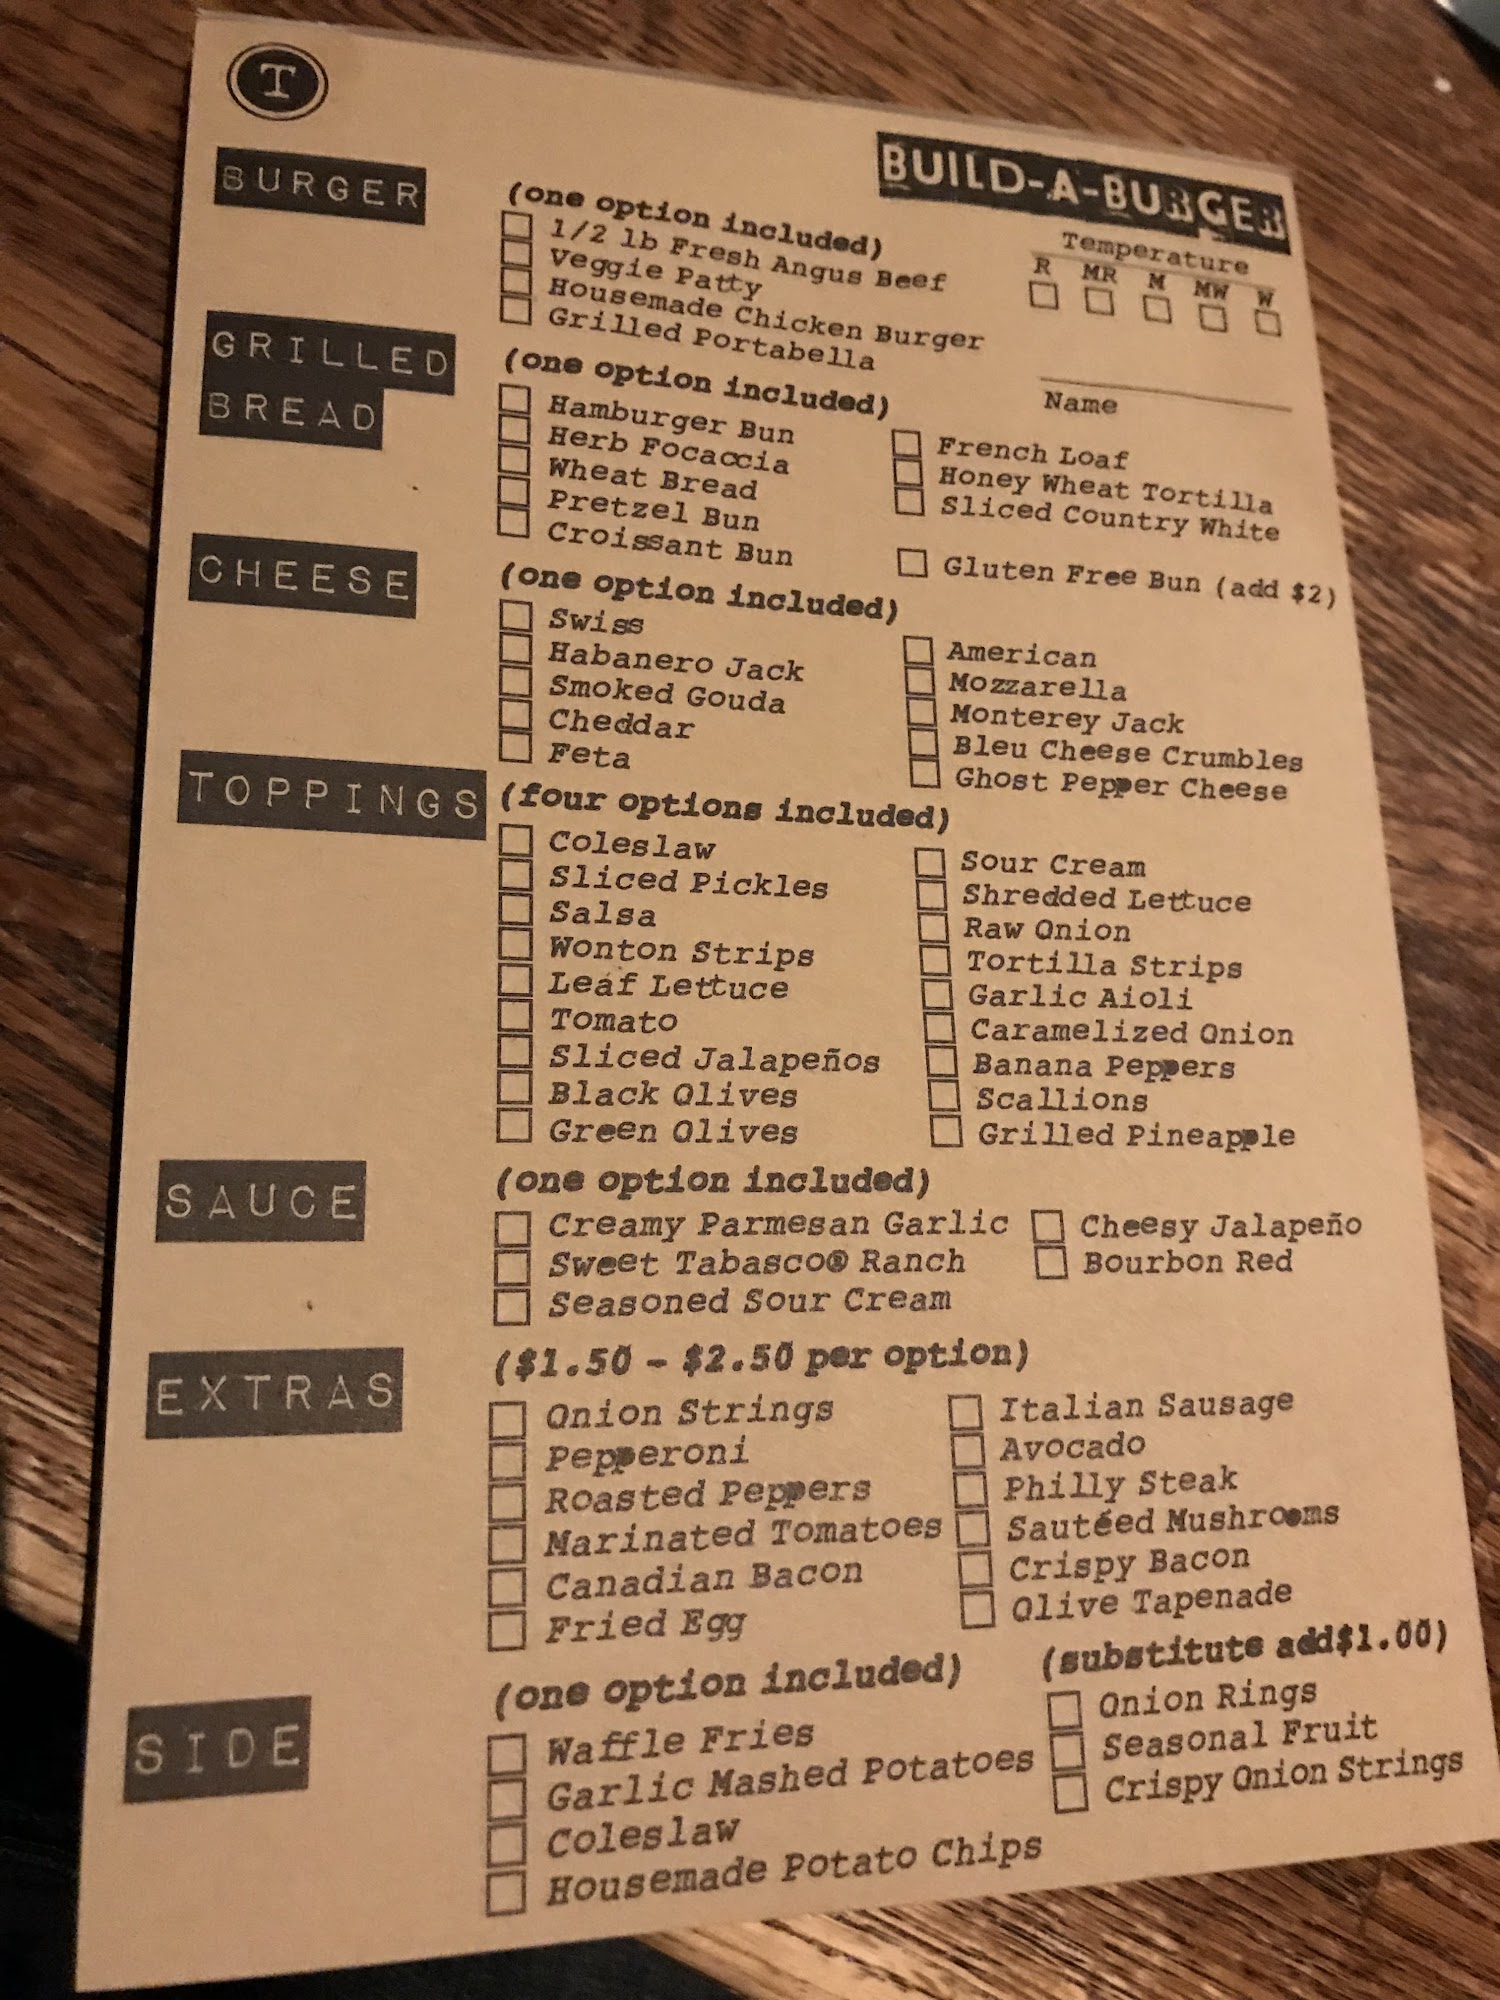 T
BUILD-A-BURGER
BURGER
(one option included)
1/2 lb Fresh Angus Beef
Veggie Patty
Housemade Chicken Burger
Grilled Portabella
Temperature
R MR M MW W
Name
GRILLED
BREAD
(one option included)
Hamburger Bun
Herb Focaccia
Wheat Bread
Pretzel Bun
Croissant Bun
French Loaf
Honey Wheat Tortilla
Sliced Country White
Gluten Free Bun (add $2)
CHEESE
(one option included)
Swiss
Habanero Jack
Smoked Gouda
Cheddar
Feta
American
Mozzarella
Monterey Jack
Bleu Cheese Crumbles
Ghost Pepper Cheese
TOPPINGS
(four options included)
Coleslaw
Sliced Pickles
Salsa
Wonton Strips
Leaf Lettuce
Tomato
Sliced Jalapeños
Black Olives
Green Olives
Sour Cream
Shredded Lettuce
Raw Onion
Tortilla Strips
Garlic Aioli
Caramelized Onion
Banana Peppers
Scallions
Grilled Pineapple
SAUCE
(one option included)
Creamy Parmesan Garlic
Sweet Tabasco® Ranch
Seasoned Sour Cream
Cheesy Jalapeño
Bourbon Red
EXTRAS
($1.50 - $2.50 per option)
Onion Strings
Pepperoni
Roasted Peppers
Marinated Tomatoes
Canadian Bacon
Fried Egg
Italian Sausage
Avocado
Philly Steak
Sautéed Mushrooms
Crispy Bacon
Olive Tapenade
SIDE
(one option included)
Waffle Fries
Garlic Mashed Potatoes
Coleslaw
Housemade Potato Chips
(substitute add$1.00)
Onion Rings
Seasonal Fruit
Crispy Onion Strings